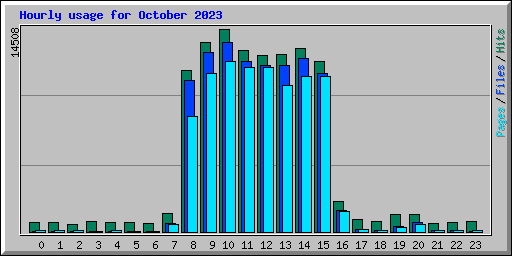 Hourly usage for October 2023
14508
Pages/Files/Hits
0 1 2 3 4 5 6 7 8 9 10 11 12 13 14 15 16 17 18 19 20 21 22 23